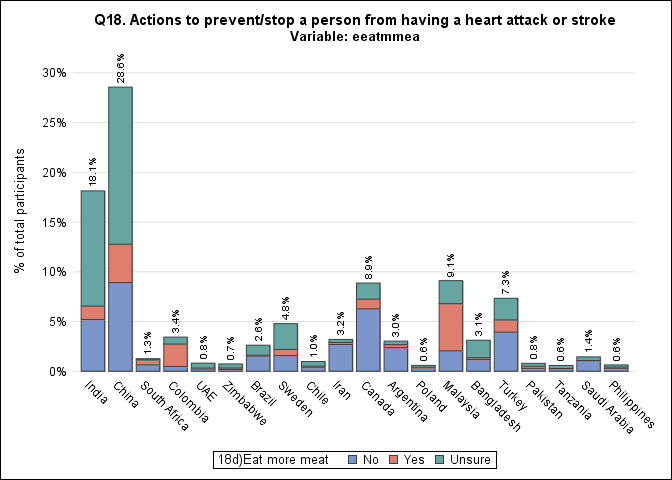 Q18. Actions to prevent/stop a person from having a heart attack or stroke
Variable: eeatmmea
% of total participants
30%
25%
20%
15%
10%
5%
0%
18.1%
28.6%
1.3%
3.4%
0.8%
0.7%
2.6%
4.8%
1.0%
3.2%
8.9%
3.0%
0.6%
9.1%
3.1%
7.3%
0.8%
0.6%
1.4%
0.6%
India
China
South Africa
Colombia
UAE
Zimbabwe
Brazil
Sweden
Chile
Iran
Canada
Argentina
Poland
Malaysia
Bangladesh
Turkey
Pakistan
Tanzania
Saudi Arabia
Philippines
18d)Eat more meat No Yes Unsure